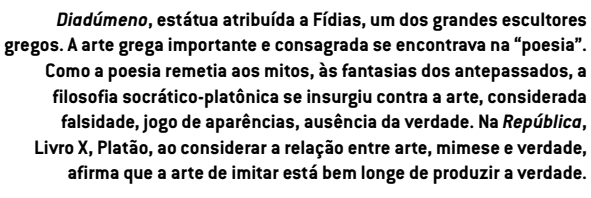 Diadúmeno, estátua atribuída a Fídias, um dos grandes escultores
gregos. A arte grega importante e consagrada se encontrava na “poesia”.
Como a poesia remetia aos mitos, às fantasias dos antepassados, a
filosofia socrático-platônica se insurgiu contra a arte, considerada
falsidade, jogo de aparências, ausência da verdade. Na República,
Livro X, Platão, ao considerar a relação entre arte, mimese e verdade,
afirma que a arte de imitar está bem longe de produzir a verdade.